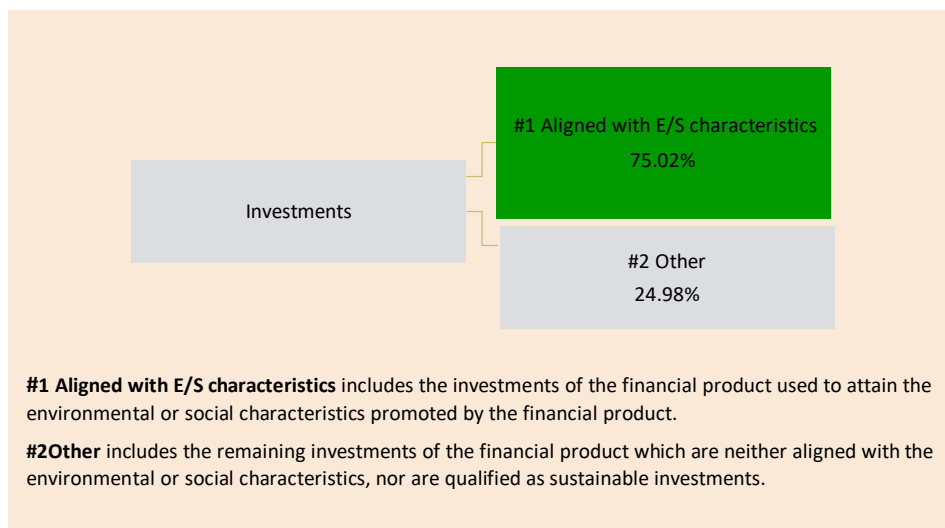 #1 Aligned with E/S characteristics
75.02%
Investments
#2 Other
24.98%
#1 Aligned with E/S characteristics includes the investments of the financial product used to attain the
environmental or social characteristics promoted by the financial product.
#2Other includes the remaining investments of the financial product which are neither aligned with the
environmental or social characteristics, nor are qualified as sustainable investments.